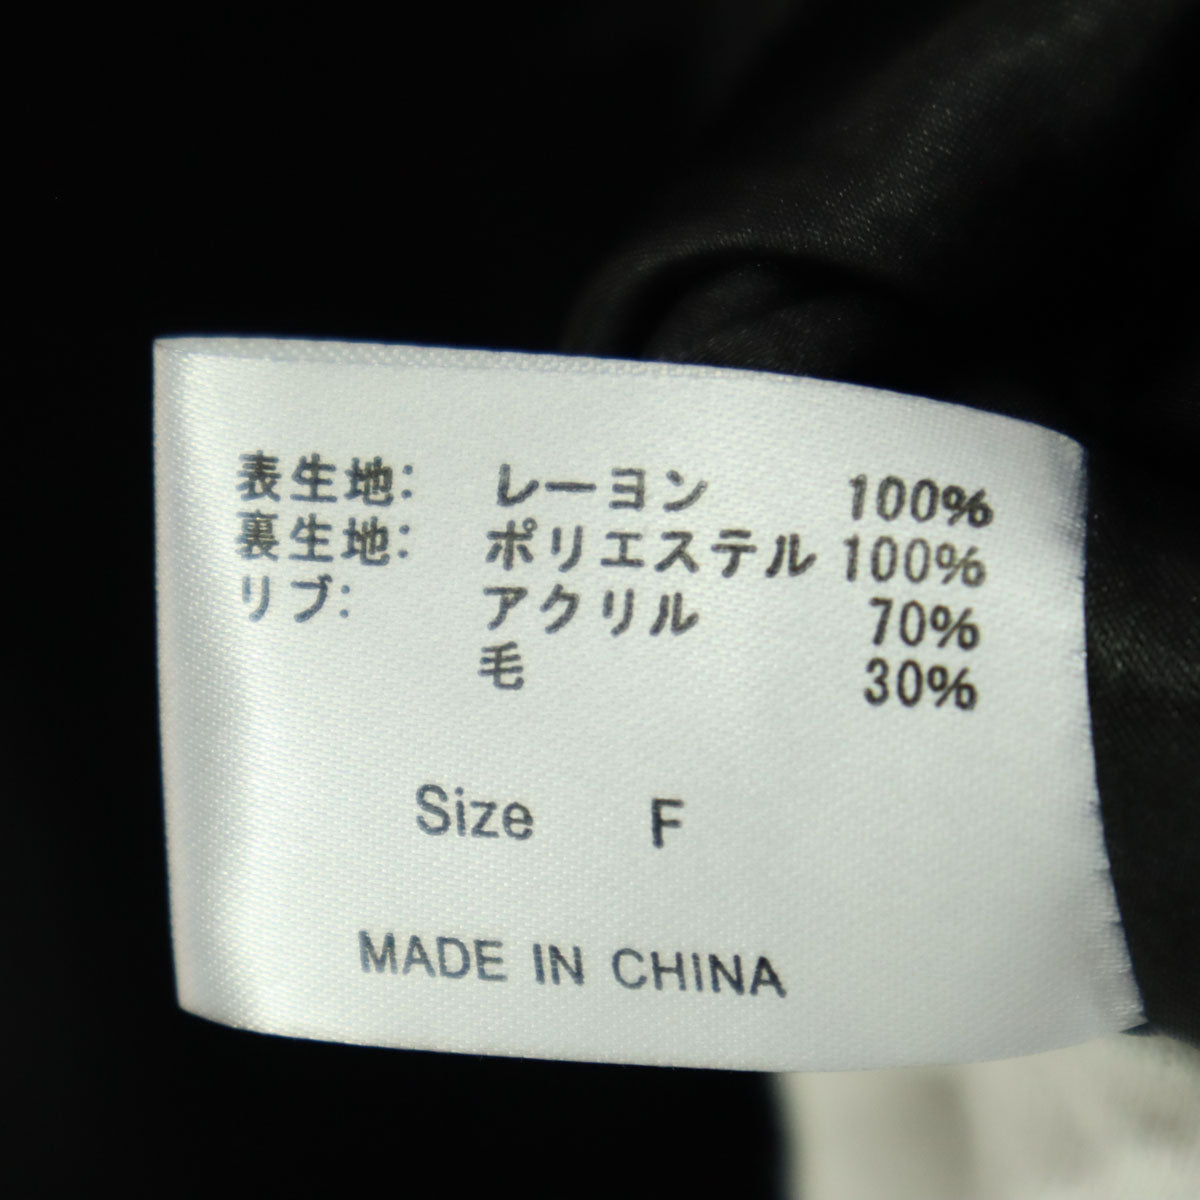 表生地: レーヨン 100%
裏生地: ポリエステル 100%
リブ: アクリル 70%
毛 30%
Size F
MADE IN CHINA